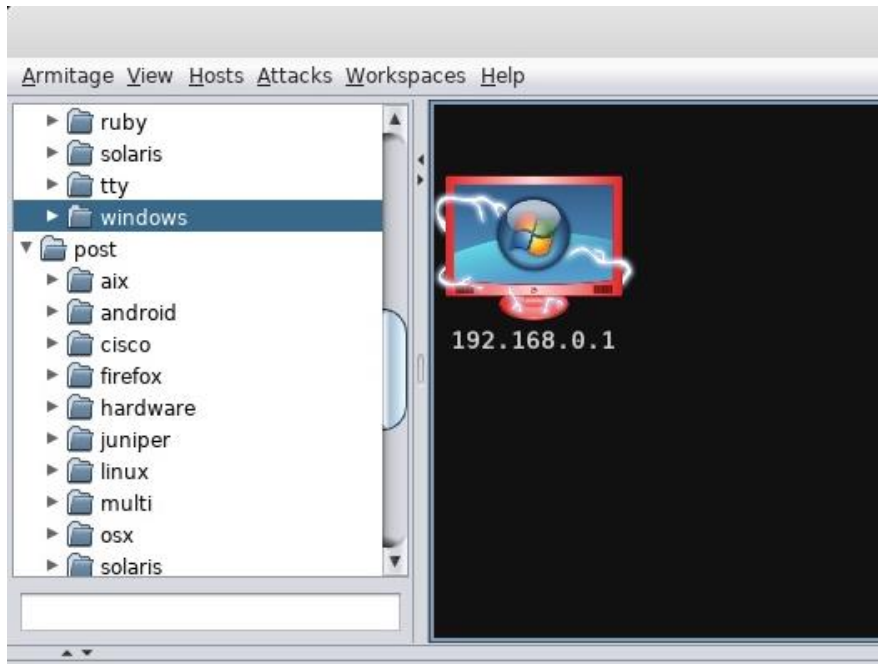 Armitage View Hosts Attacks Workspaces Help
ruby
solaris
tty
windows
post
aix
android
cisco
firefox
hardware
juniper
linux
multi
osx
solaris
192.168.0.1